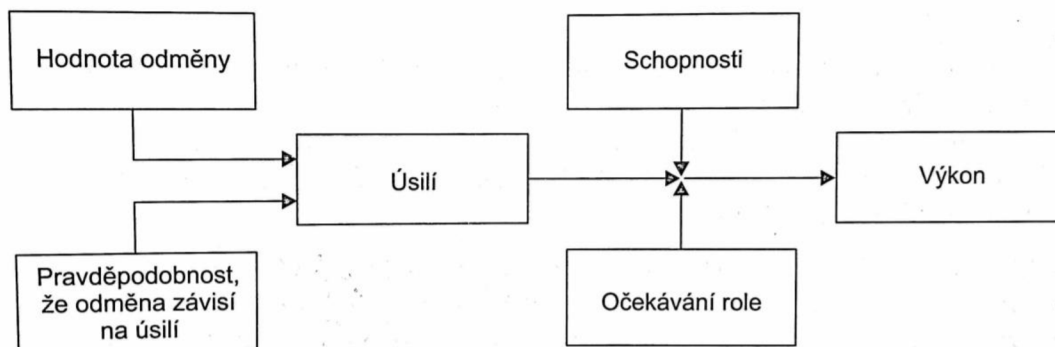 Hodnota odměny
Schopnosti
Úsilí
Výkon
Pravděpodobnost,
že odměna závisí
na úsilí
Očekávání role